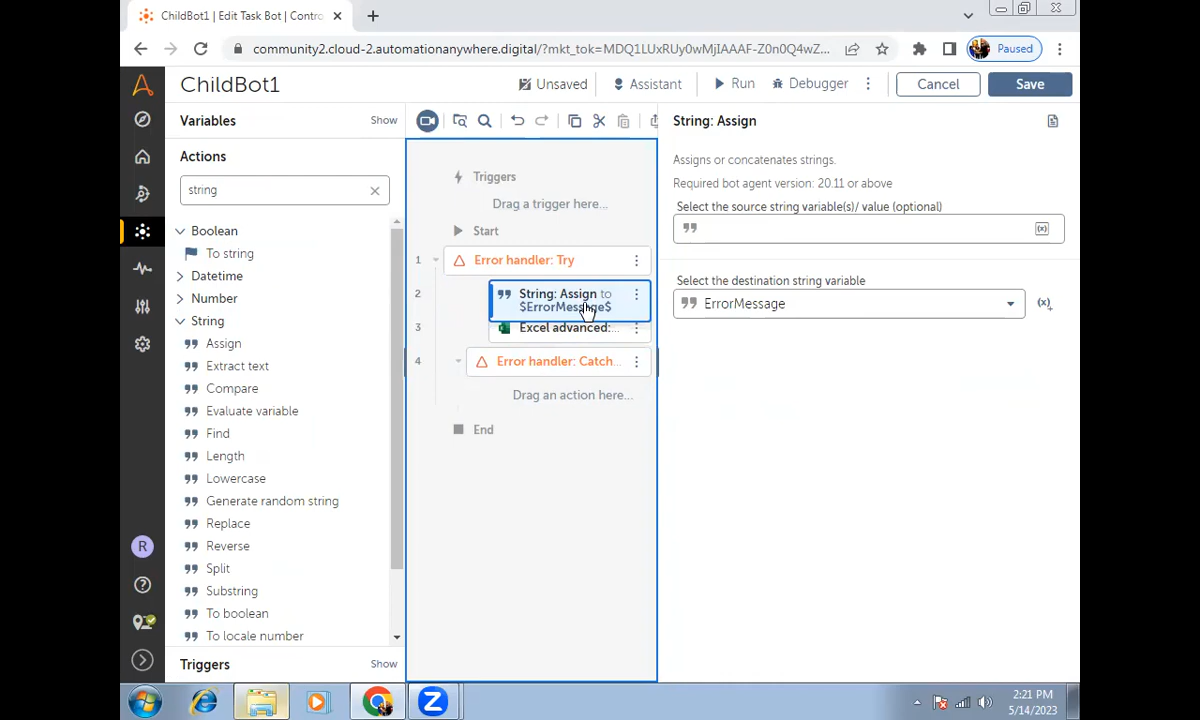 ChildBot1 | Edit Task Bot | Contro
community2.cloud-2.automationanywhere.digital/?mkt_tok=MDQ1LUxRUy0wMjIAAAF-Z0n0Q4wZ...
Paused
ChildBot1
Unsaved
Assistant
Run
Debugger
Cancel
Save
Variables
Show
Actions
string
Boolean
To string
Datetime
Number
String
Assign
Extract text
Compare
Evaluate variable
Find
Length
Lowercase
Generate random string
Replace
Reverse
Split
Substring
To boolean
To locale number
Triggers
Show
R
Triggers
Drag a trigger here...
Start
1 Error handler: Try
2 String: Assign to
$ErrorMessage$
3 Excel advanced:...
4 Error handler: Catch...
Drag an action here...
End
String: Assign
Assigns or concatenates strings.
Required bot agent version: 20.11 or above
Select the source string variable(s)/ value (optional)
(x)
Select the destination string variable
ErrorMessage
(x)+
2:21 PM
5/14/2023